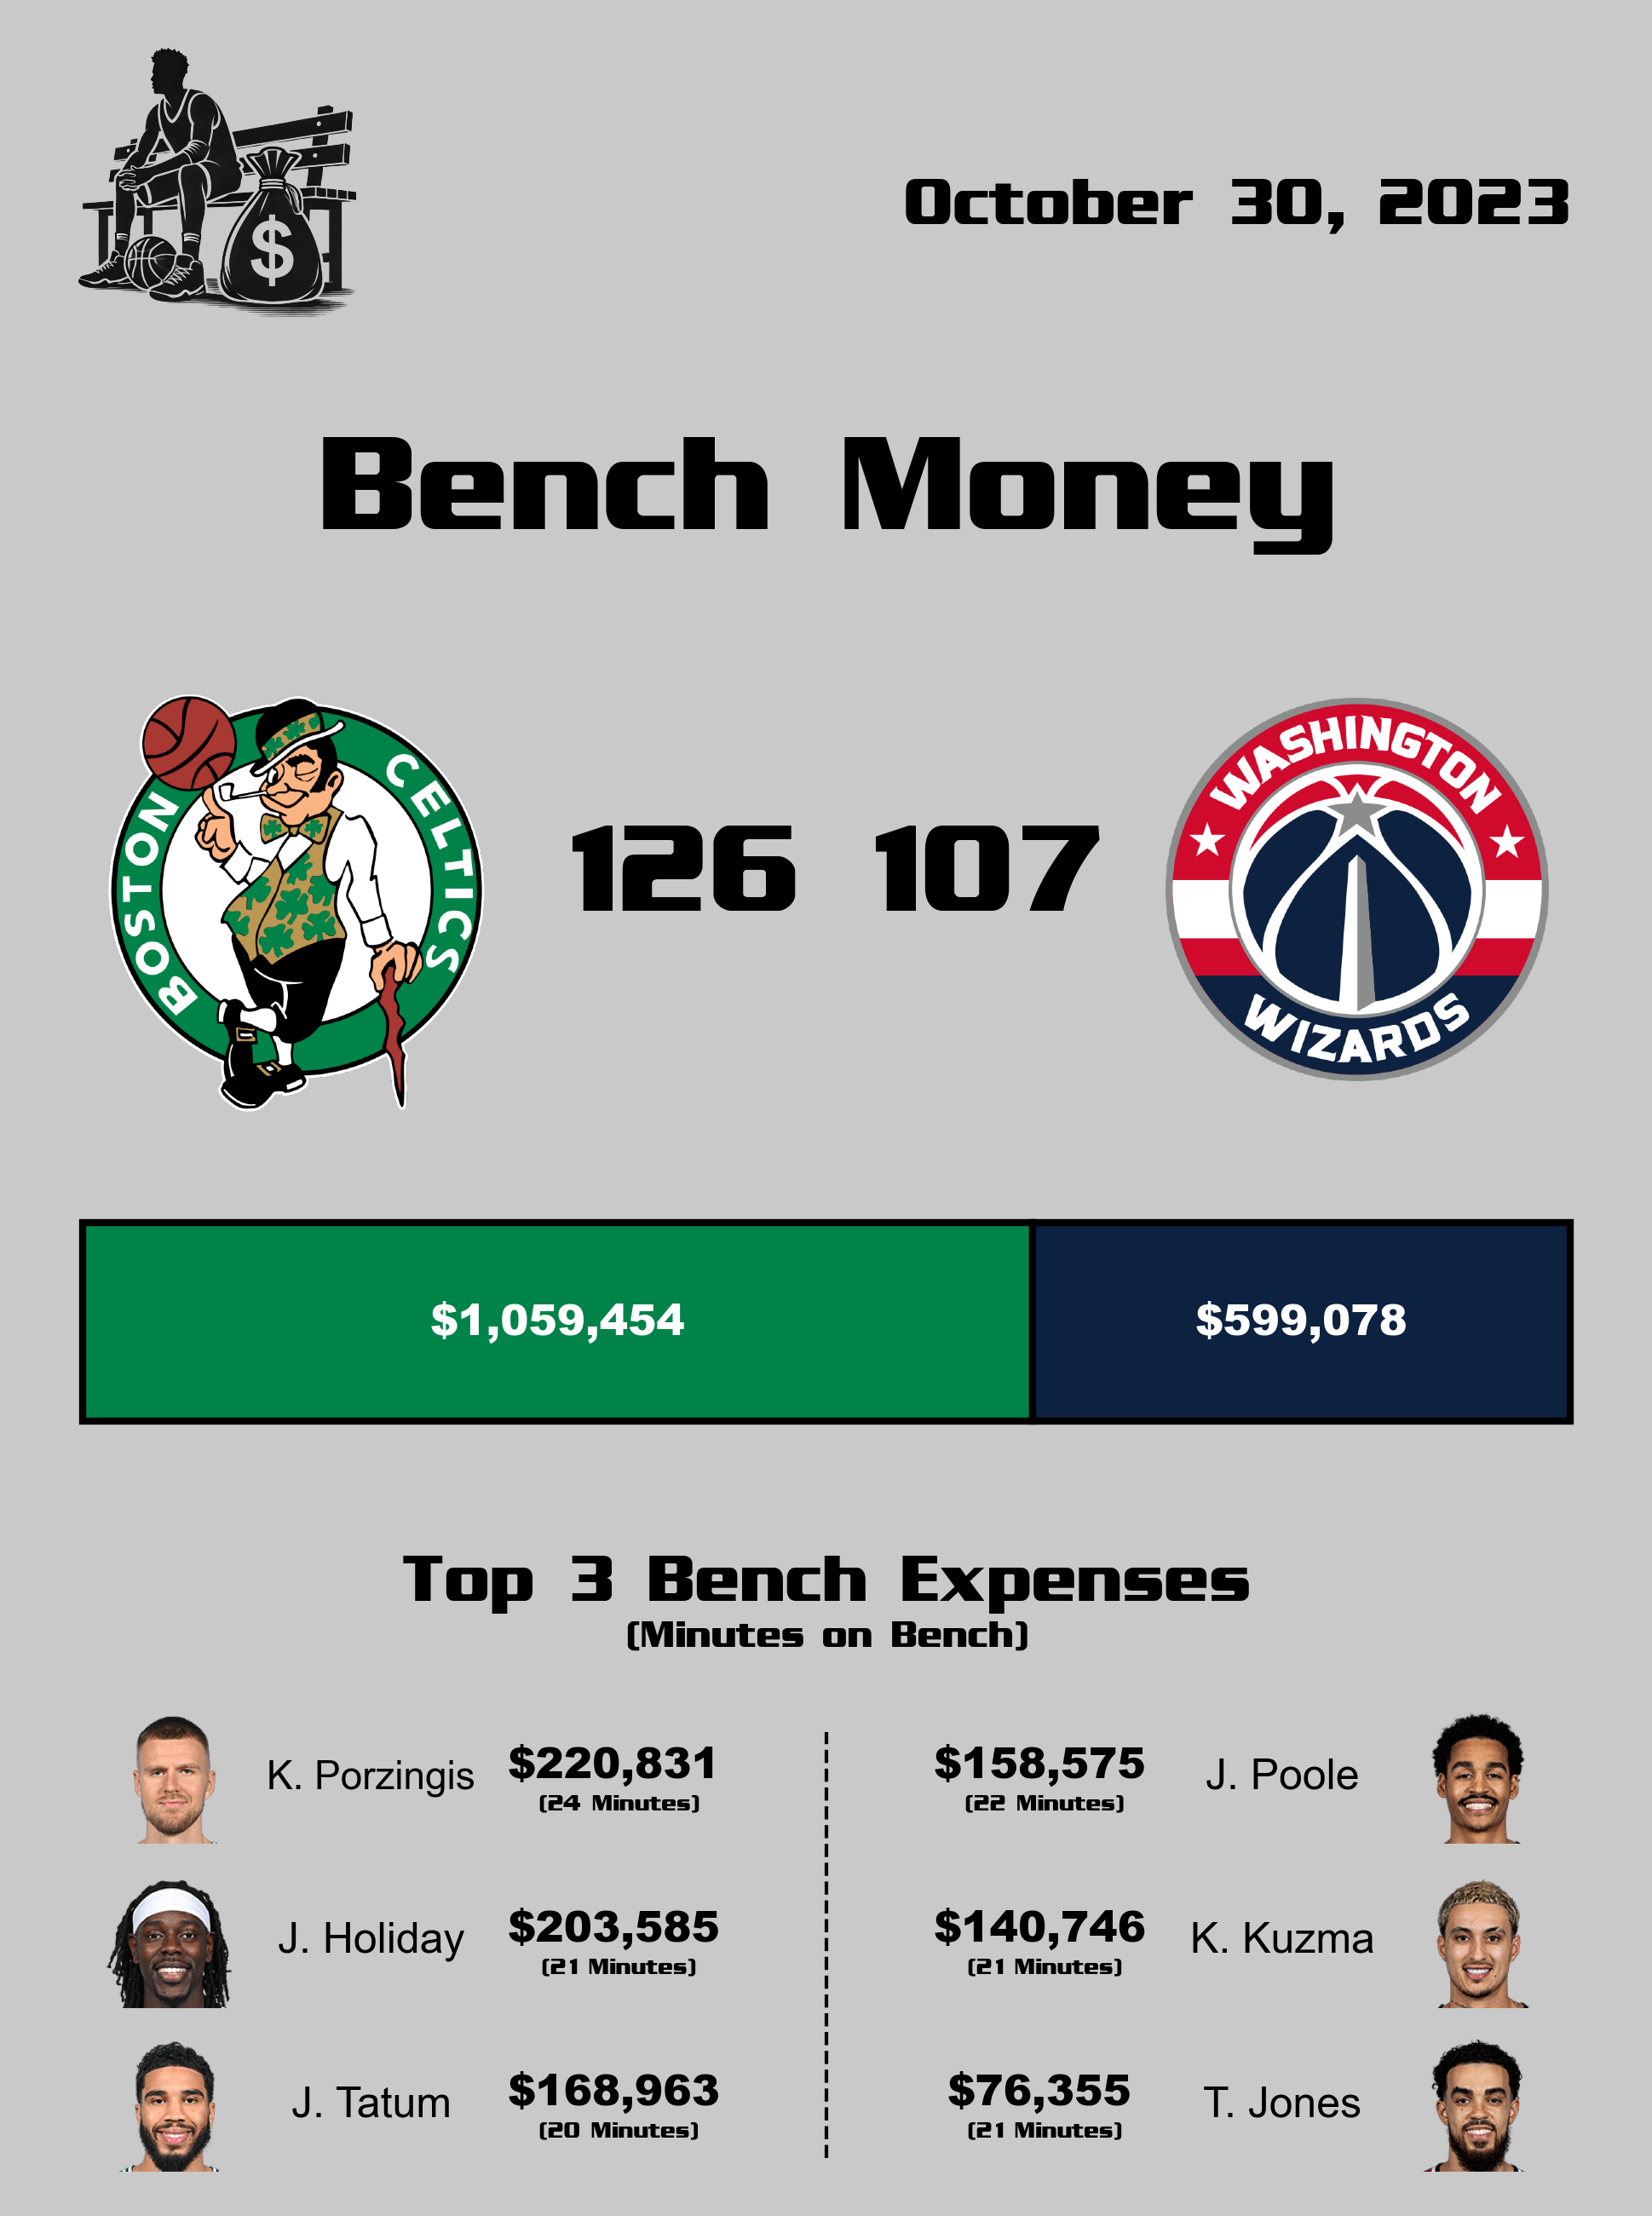 $
October 30, 2023
Bench Money
BOSTON CELTICS
126 107
WASHINGTON
WIZARDS
$1,059,454 $599,078
Top 3 Bench Expenses
(Minutes on Bench)
K. Porzingis $220,831 $158,575 J. Poole
(24 Minutes) (22 Minutes)
J. Holiday $203,585 $140,746 K. Kuzma
(21 Minutes) (21 Minutes)
J. Tatum $168,963 $76,355 T. Jones
(20 Minutes) (21 Minutes)